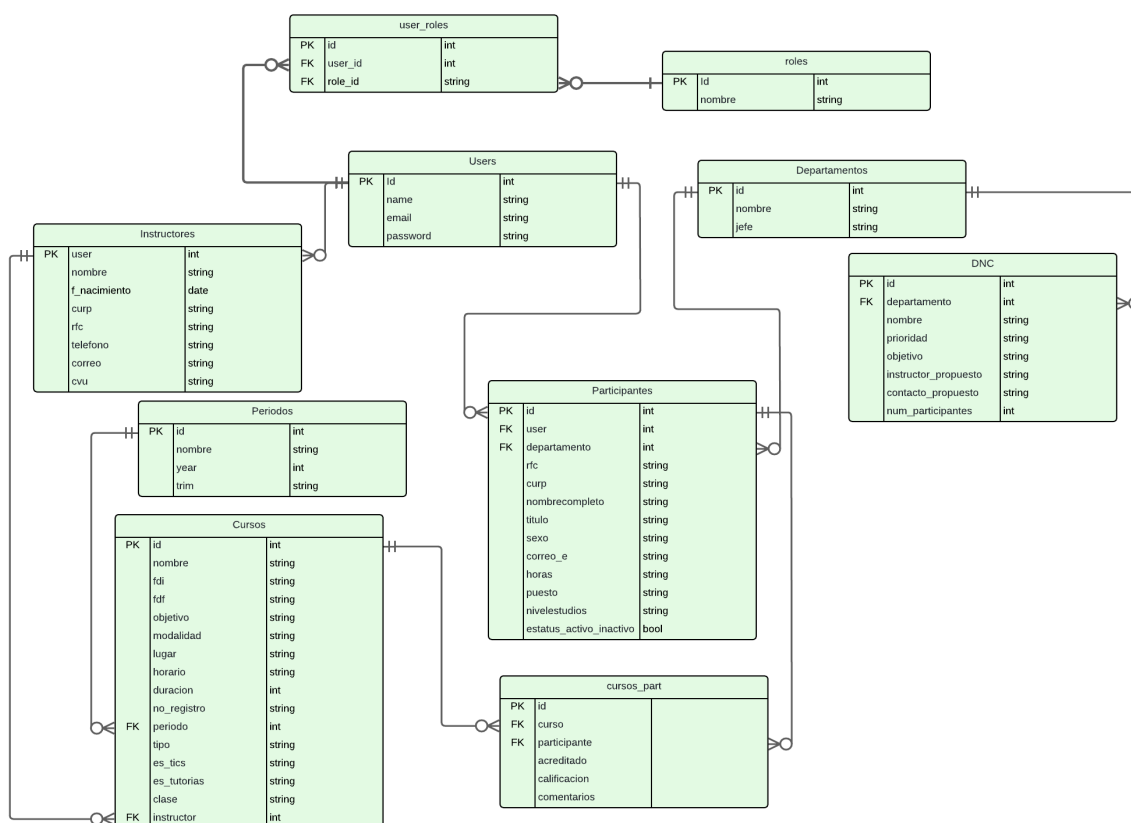 user_roles
PK id int
FK user_id int
FK role_id string
roles
PK Id int
nombre string
Users
PK Id int
name string
email string
password string
Departamentos
PK id int
nombre string
jefe string
Instructores
PK user int
nombre string
f_nacimiento date
curp string
rfc string
telefono string
correo string
cvu string
DNC
PK id int
FK departamento int
nombre string
prioridad string
objetivo string
instructor_propuesto string
contacto_propuesto string
num_participantes int
Participantes
PK id int
FK user int
FK departamento int
rfc string
curp string
nombrecompleto string
titulo string
sexo string
correo_e string
horas string
puesto string
nivelestudios string
estatus_activo_inactivo bool
Periodos
PK id int
nombre string
year int
trim string
Cursos
PK id int
nombre string
fdi string
fdf string
objetivo string
modalidad string
lugar string
horario string
duracion int
no_registro string
FK periodo int
tipo string
es_tics string
es_tutorias string
clase string
FK instructor int
cursos_part
PK id
FK curso
FK participante
acreditado
calificacion
comentarios